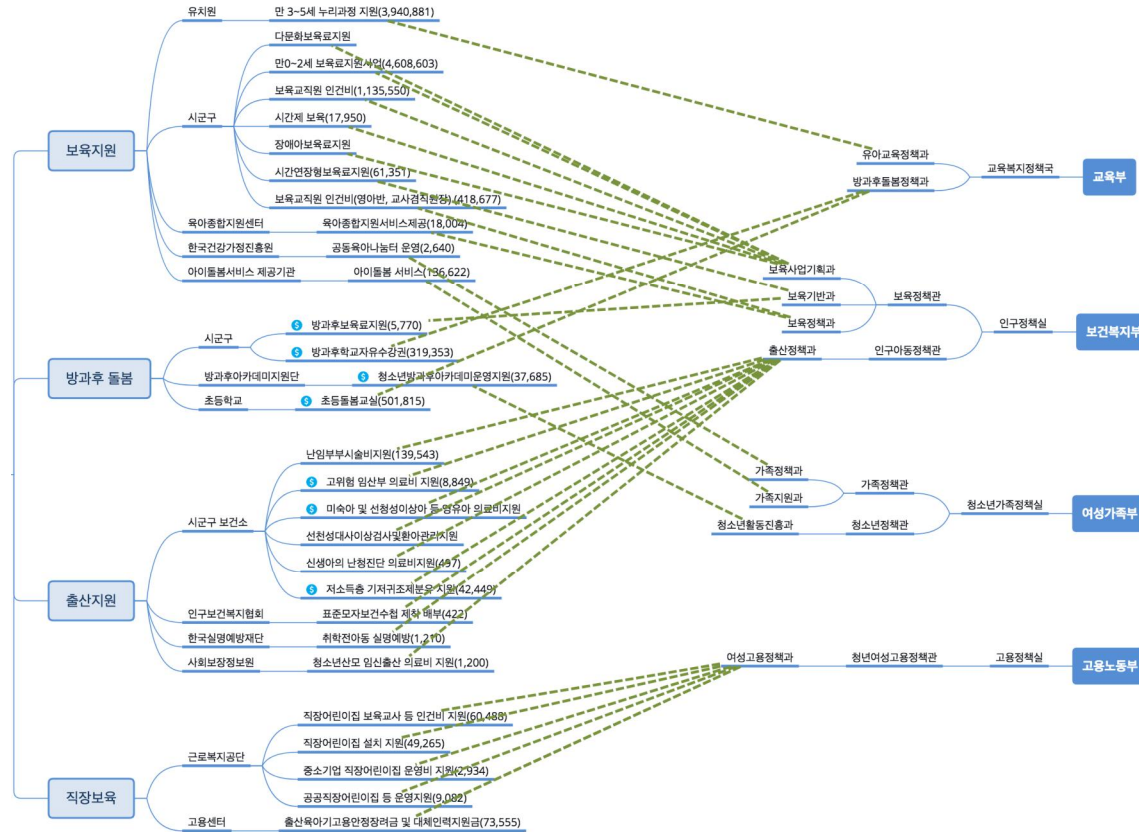 유치원
만 3~5세 누리과정 지원(3,940,881)
다문화보육료지원
만0~2세 보육료지원사업(4,608,603)
보육교직원 인건비(1,135,550)
시군구
시간제 보육(17,950)
보육지원
장애아보육료지원
시간연장형보육료지원(61,351)
보육교직원 인건비(영아반, 교사겸직원장) (418,677)
육아종합지원센터
육아종합지원서비스제공(18,004)
한국건강가정진흥원
공동육아나눔터 운영(2,640)
아이돌봄서비스 제공기관
아이돌봄 서비스(136,622)
방과후 돌봄
시군구
방과후보육료지원(5,770)
방과후학교자유수강권(319,353)
방과후아카데미지원단
청소년방과후아카데미운영지원(37,685)
초등학교
초등돌봄교실(501,815)
출산지원
시군구 보건소
난임부부시술비지원(139,543)
고위험 임산부 의료비 지원(8,849)
미숙아 및 선청성이상아 등 영유아 의료비지원
선천성대사이상검사및환아관리지원
신생아의 난청진단 의료비지원(497)
저소득층 기저귀조제분유 지원(42,449)
인구보건복지협회
표준모자보건수첩 제작 배부(422)
한국실명예방재단
취학전아동 실명예방(1,210)
사회보장정보원
청소년산모 임신출산 의료비 지원(1,200)
직장보육
근로복지공단
직장어린이집 보육교사 등 인건비 지원(60,488)
직장어린이집 설치 지원(49,265)
중소기업 직장어린이집 운영비 지원(2,934)
공공직장어린이집 등 운영지원(9,082)
고용센터
출산육아기고용안정장려금 및 대체인력지원금(73,555)
유아교육정책과
방과후돌봄정책과
교육복지정책국
교육부
보육사업기획과
보육기반과
보육정책과
보육정책관
출산정책과
인구아동정책관
인구정책실
보건복지부
가족정책과
가족지원과
가족정책관
청소년활동진흥과
청소년정책관
청소년가족정책실
여성가족부
여성고용정책과
청년여성고용정책관
고용정책실
고용노동부